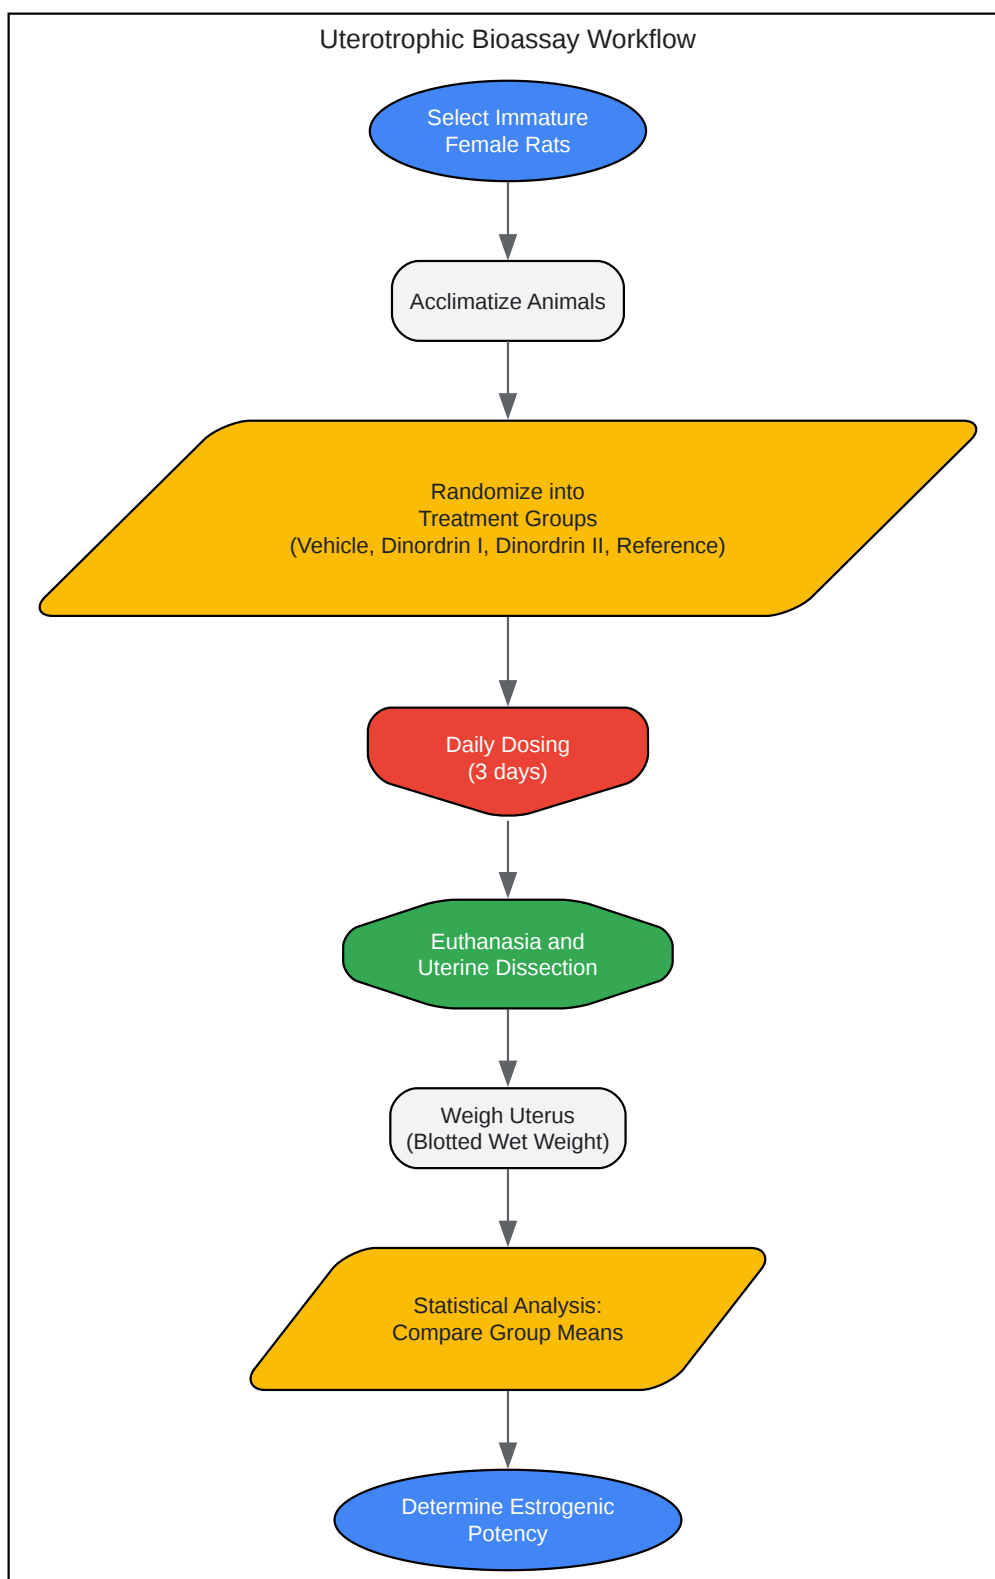 Uterotrophic Bioassay Workflow
Select Immature
Female Rats
Acclimatize Animals
Randomize into
Treatment Groups
(Vehicle, Dinordrin I, Dinordrin II, Reference)
Daily Dosing
(3 days)
Euthanasia and
Uterine Dissection
Weigh Uterus
(Blotted Wet Weight)
Statistical Analysis:
Compare Group Means
Determine Estrogenic
Potency